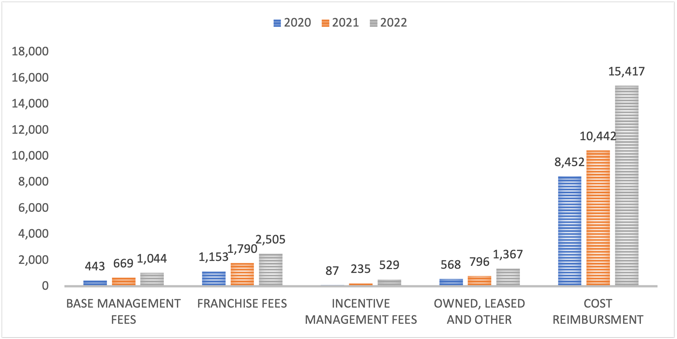 2020 2021 2022
18,000
16,000
14,000
12,000
10,000
8,000
6,000
4,000
2,000
0
443 669 1,044
1,153 1,790 2,505
87 235 529
568 796 1,367
8,452 10,442 15,417
BASE MANAGEMENT
FEES
FRANCHISE FEES
INCENTIVE
MANAGEMENT FEES
OWNED, LEASED
AND OTHER
COST
REIMBURSMENT